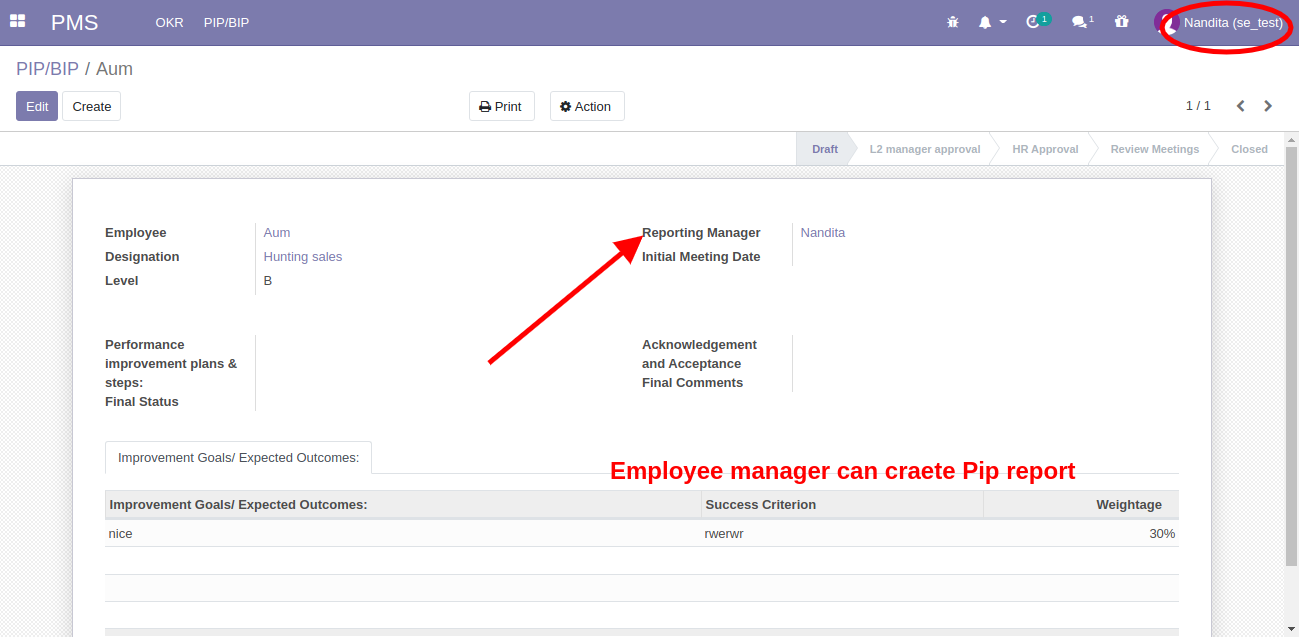 PMS OKR PIP/BIP 1 1 Nandita (se_test)
PIP/BIP / Aum
Edit Create Print Action 1 / 1
Draft L2 manager approval HR Approval Review Meetings Closed
Employee Aum Reporting Manager Nandita
Designation Hunting sales Initial Meeting Date
Level B
Performance
improvement plans &
steps:
Final Status
Acknowledgement
and Acceptance
Final Comments
Improvement Goals/ Expected Outcomes:
Employee manager can craete Pip report
Improvement Goals/ Expected Outcomes: Success Criterion Weightage
nice rwerwr 30%